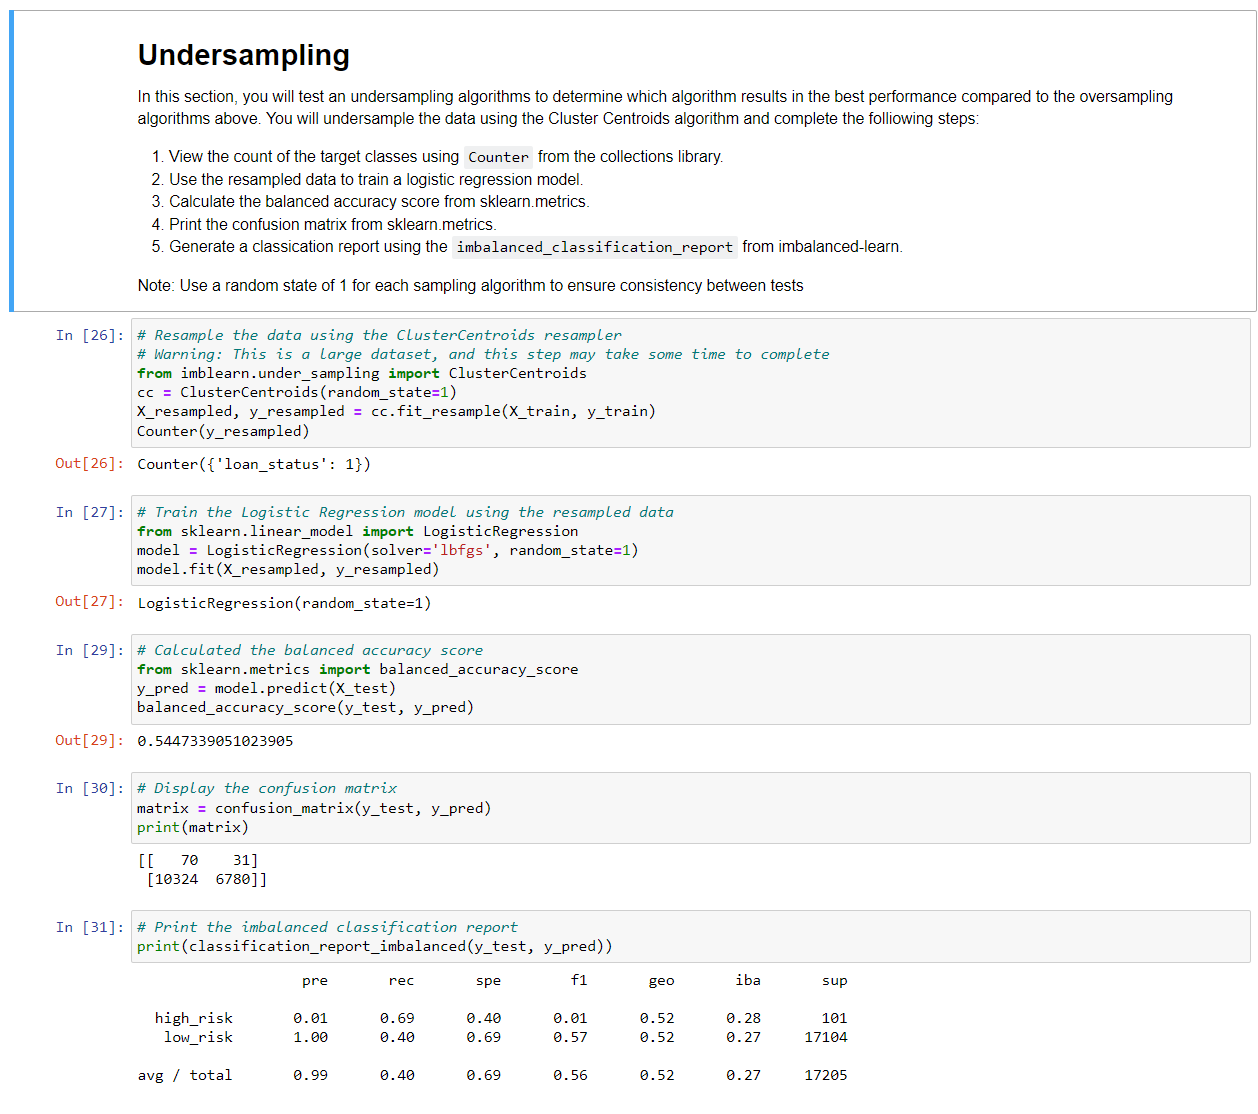 Undersampling
In this section, you will test an undersampling algorithms to determine which algorithm results in the best performance compared to the oversampling
algorithms above. You will undersample the data using the Cluster Centroids algorithm and complete the following steps:
1. View the count of the target classes using Counter from the collections library.
2. Use the resampled data to train a logistic regression model.
3. Calculate the balanced accuracy score from sklearn.metrics.
4. Print the confusion matrix from sklearn.metrics.
5. Generate a classication report using the imbalanced_classification_report from imbalanced-learn.
Note: Use a random state of 1 for each sampling algorithm to ensure consistency between tests
In [26]: # Resample the data using the ClusterCentroids resampler
# Warning: This is a large dataset, and this step may take some time to complete
from imblearn.under_sampling import ClusterCentroids
cc = ClusterCentroids(random_state=1)
X_resampled, y_resampled = cc.fit_resample(X_train, y_train)
Counter(y_resampled)
Out[26]: Counter({'loan_status': 1})
In [27]: # Train the Logistic Regression model using the resampled data
from sklearn.linear_model import LogisticRegression
model = LogisticRegression(solver='lbfgs', random_state=1)
model.fit(X_resampled, y_resampled)
Out[27]: LogisticRegression(random_state=1)
In [29]: # Calculated the balanced accuracy score
from sklearn.metrics import balanced_accuracy_score
y_pred = model.predict(X_test)
balanced_accuracy_score(y_test, y_pred)
Out[29]: 0.5447339051023905
In [30]: # Display the confusion matrix
matrix = confusion_matrix(y_test, y_pred)
print(matrix)
[[   70    31]
 [10324  6780]]
In [31]: # Print the imbalanced classification report
print(classification_report_imbalanced(y_test, y_pred))
pre rec spe f1 geo iba sup
high_risk 0.01 0.69 0.40 0.01 0.52 0.28 101
low_risk 1.00 0.40 0.69 0.57 0.52 0.27 17104
avg / total 0.99 0.40 0.69 0.56 0.52 0.27 17205